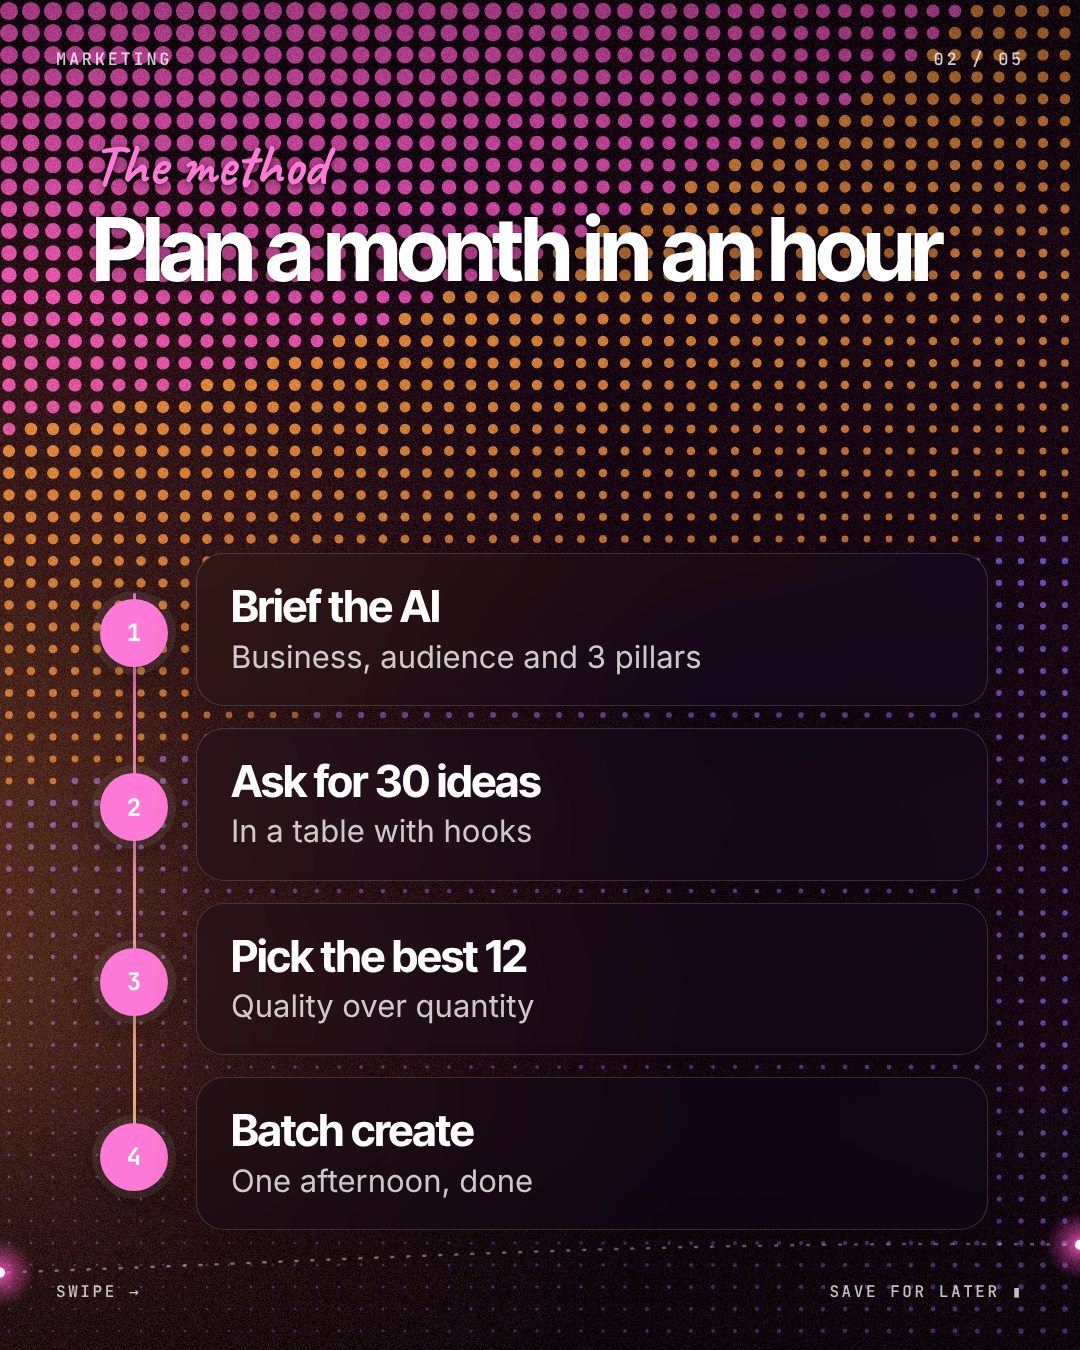 MARKETING
02 / 05
The method
Plan a month in an hour
1
Brief the AI
Business, audience and 3 pillars
2
Ask for 30 ideas
In a table with hooks
3
Pick the best 12
Quality over quantity
4
Batch create
One afternoon, done
SWIPE →
SAVE FOR LATER ▮